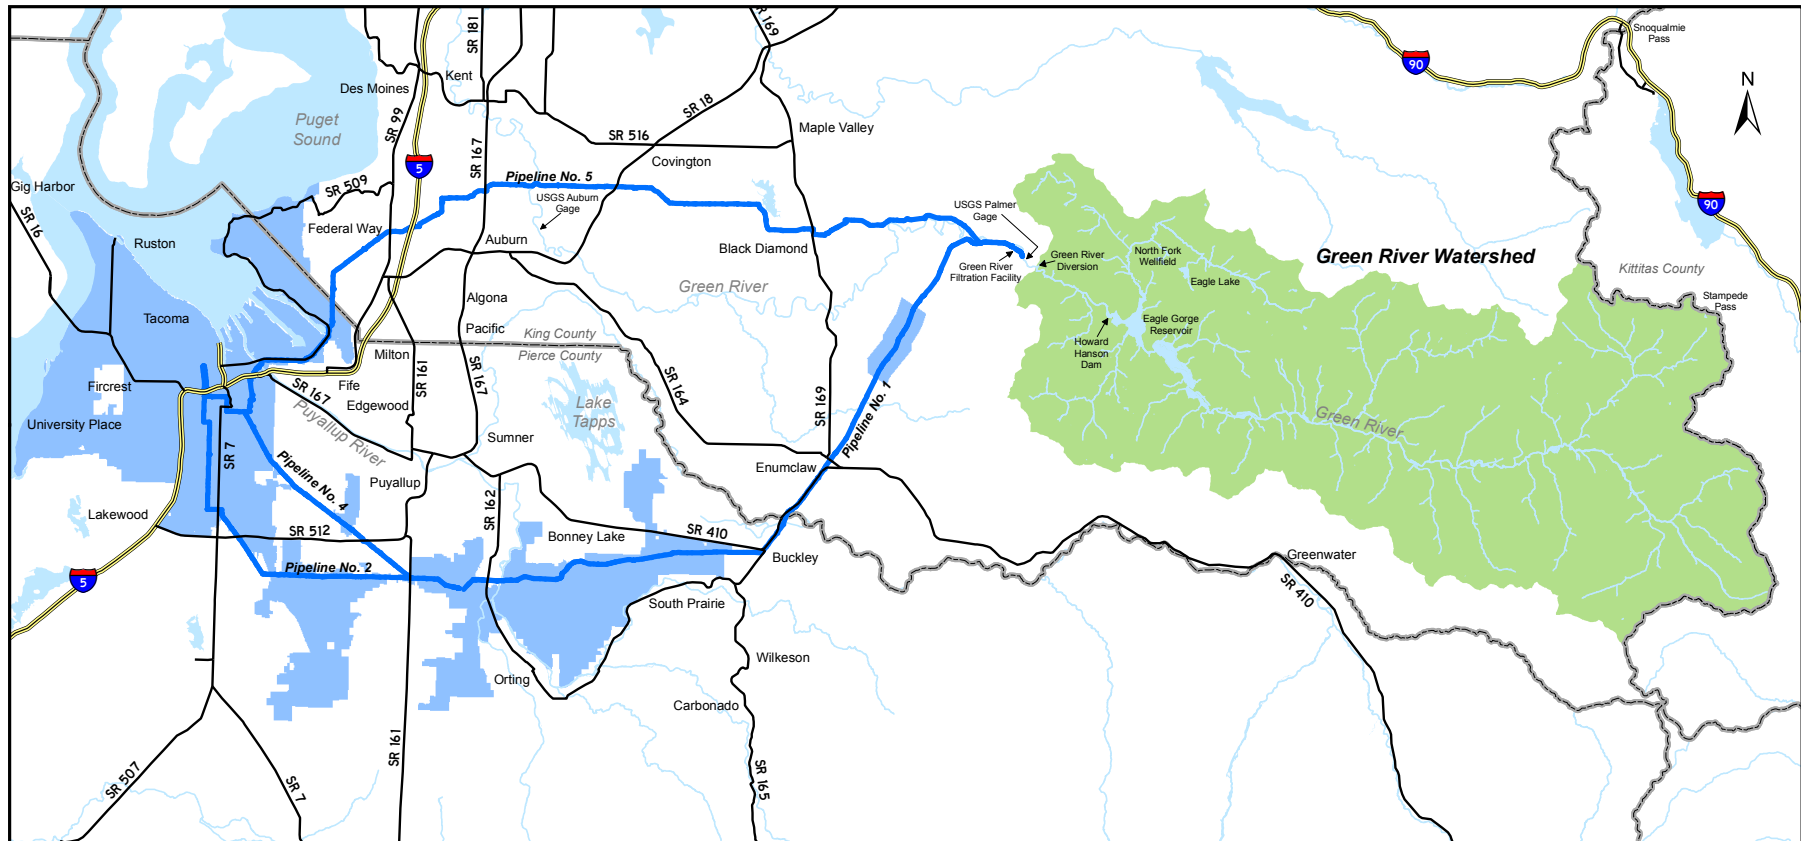 SR 181
SR 169
Snoqualmie
Pass
90
N
Kent
Des Moines
SR 99
SR 18
Puget
Sound
SR 516
Maple Valley
SR 167
Covington
5
Gig Harbor
SR 509
Pipeline No. 5
USGS Auburn
Gage
USGS Palmer
Gage
90
SR 16
Federal Way
Ruston
Auburn
Black Diamond
Green River
Diversion
North Fork
Wellfield
Green River Watershed
Green River
Filtration Facility
Kittitas County
Eagle Lake
Green River
Algona
Stampede
Pass
Tacoma
Pacific
King County
Pierce County
Eagle Gorge
Reservoir
Howard
Hanson
Dam
Milton
SR 161
SR 167
Fircrest
Fife
SR 167
Edgewood
SR 164
SR 169
Pipeline No. 1
Lake
Tapps
Green River
University Place
Puyallup River
Sumner
SR 7
Pipeline No. 4
Enumclaw
Puyallup
SR 162
Lakewood
SR 512
Bonney Lake
SR 410
Buckley
Greenwater
5
Pipeline No. 2
SR 410
South Prairie
Wilkeson
Orting
Carbonado
SR 161
SR 507
SR 7
SR 165